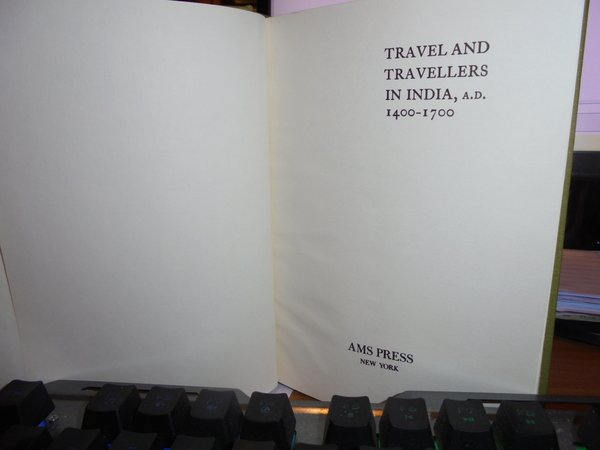 TRAVEL AND
TRAVELLERS
IN INDIA, A.D.
1400-1700
AMS PRESS
NEW YORK